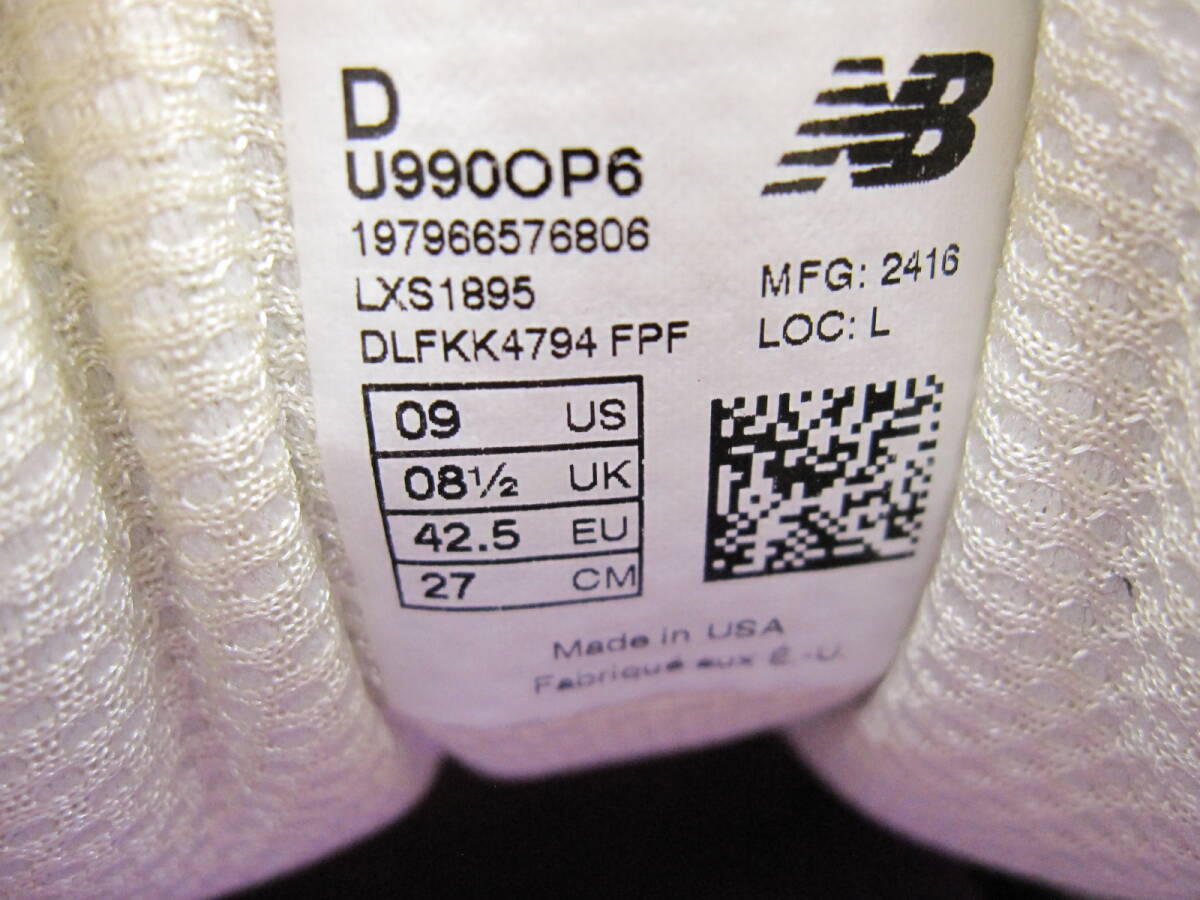 D
NB
U990OP6
197966576806
LXS1895
DLFKK4794 FPF
MFG: 2416
LOC: L
09 US
08½ UK
42.5 EU
27 CM
Made in USA
Fabriqué aux É.-U.